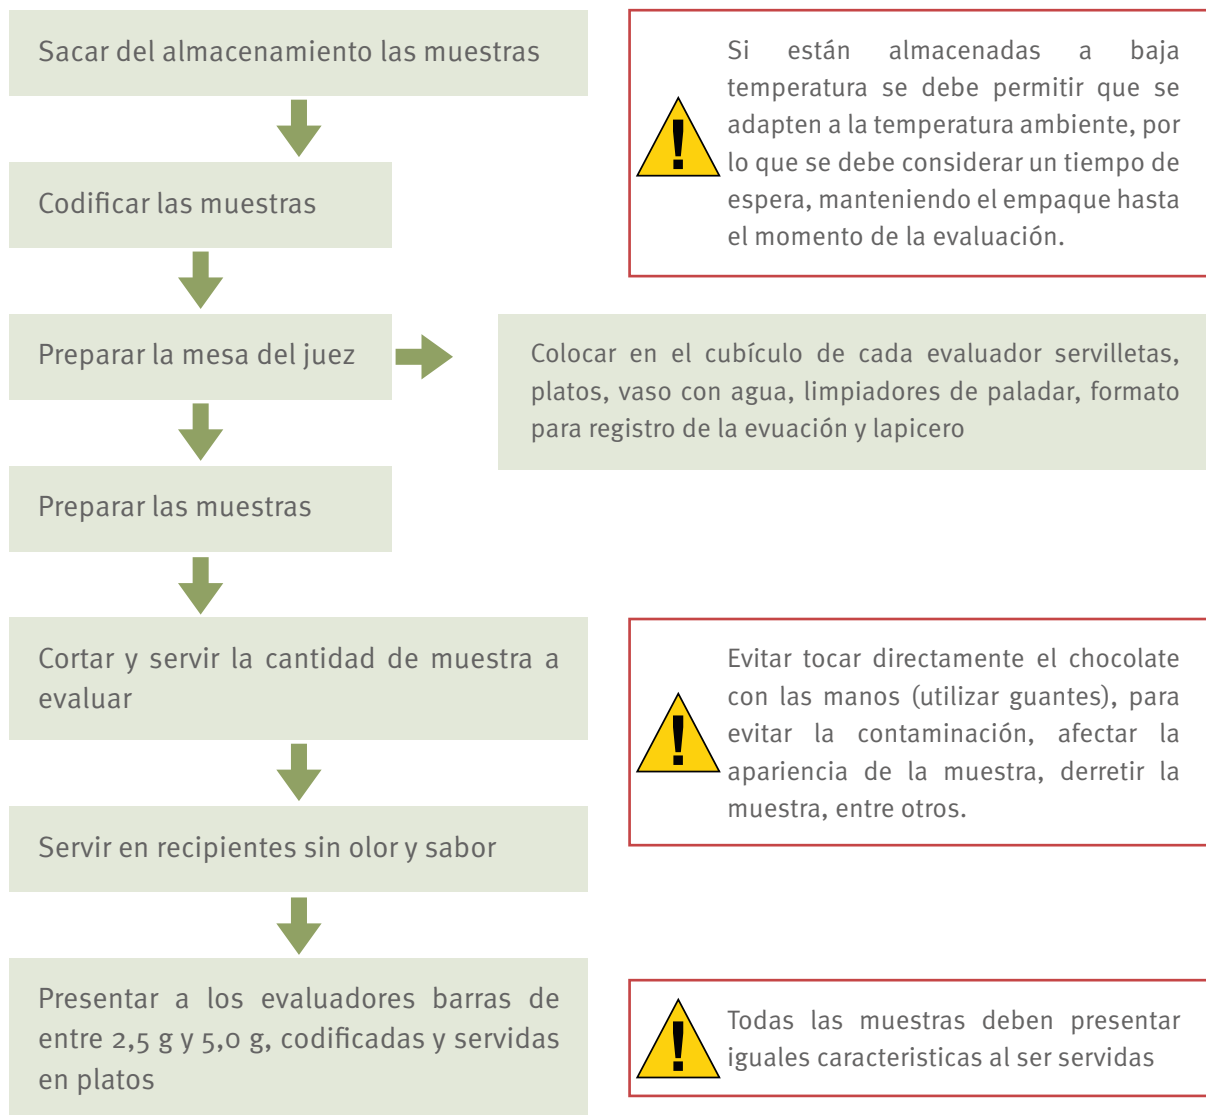 Sacar del almacenamiento las muestras
Si están almacenadas a baja
temperatura se debe permitir que se
adapten a la temperatura ambiente, por
lo que se debe considerar un tiempo de
espera, manteniendo el empaque hasta
el momento de la evaluación.
Codificar las muestras
Preparar la mesa del juez
Colocar en el cubículo de cada evaluador servilletas,
platos, vaso con agua, limpiadores de paladar, formato
para registro de la evuación y lapicero
Preparar las muestras
Cortar y servir la cantidad de muestra a
evaluar
Evitar tocar directamente el chocolate
con las manos (utilizar guantes), para
evitar la contaminación, afectar la
apariencia de la muestra, derretir la
muestra, entre otros.
Servir en recipientes sin olor y sabor
Presentar a los evaluadores barras de
entre 2,5 g y 5,0 g, codificadas y servidas
en platos
Todas las muestras deben presentar
iguales caracteristicas al ser servidas